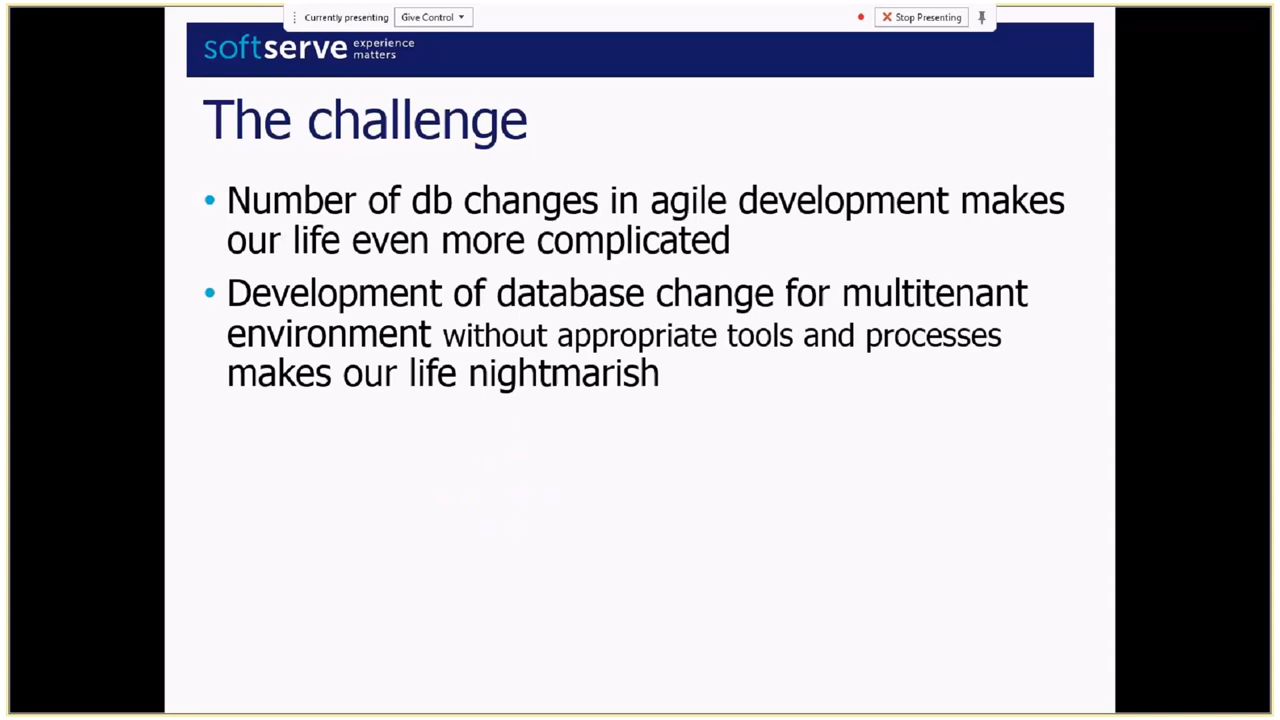 Currently presenting Give Control Stop Presenting
softserve experience matters
The challenge
• Number of db changes in agile development makes
our life even more complicated
• Development of database change for multitenant
environment without appropriate tools and processes
makes our life nightmarish